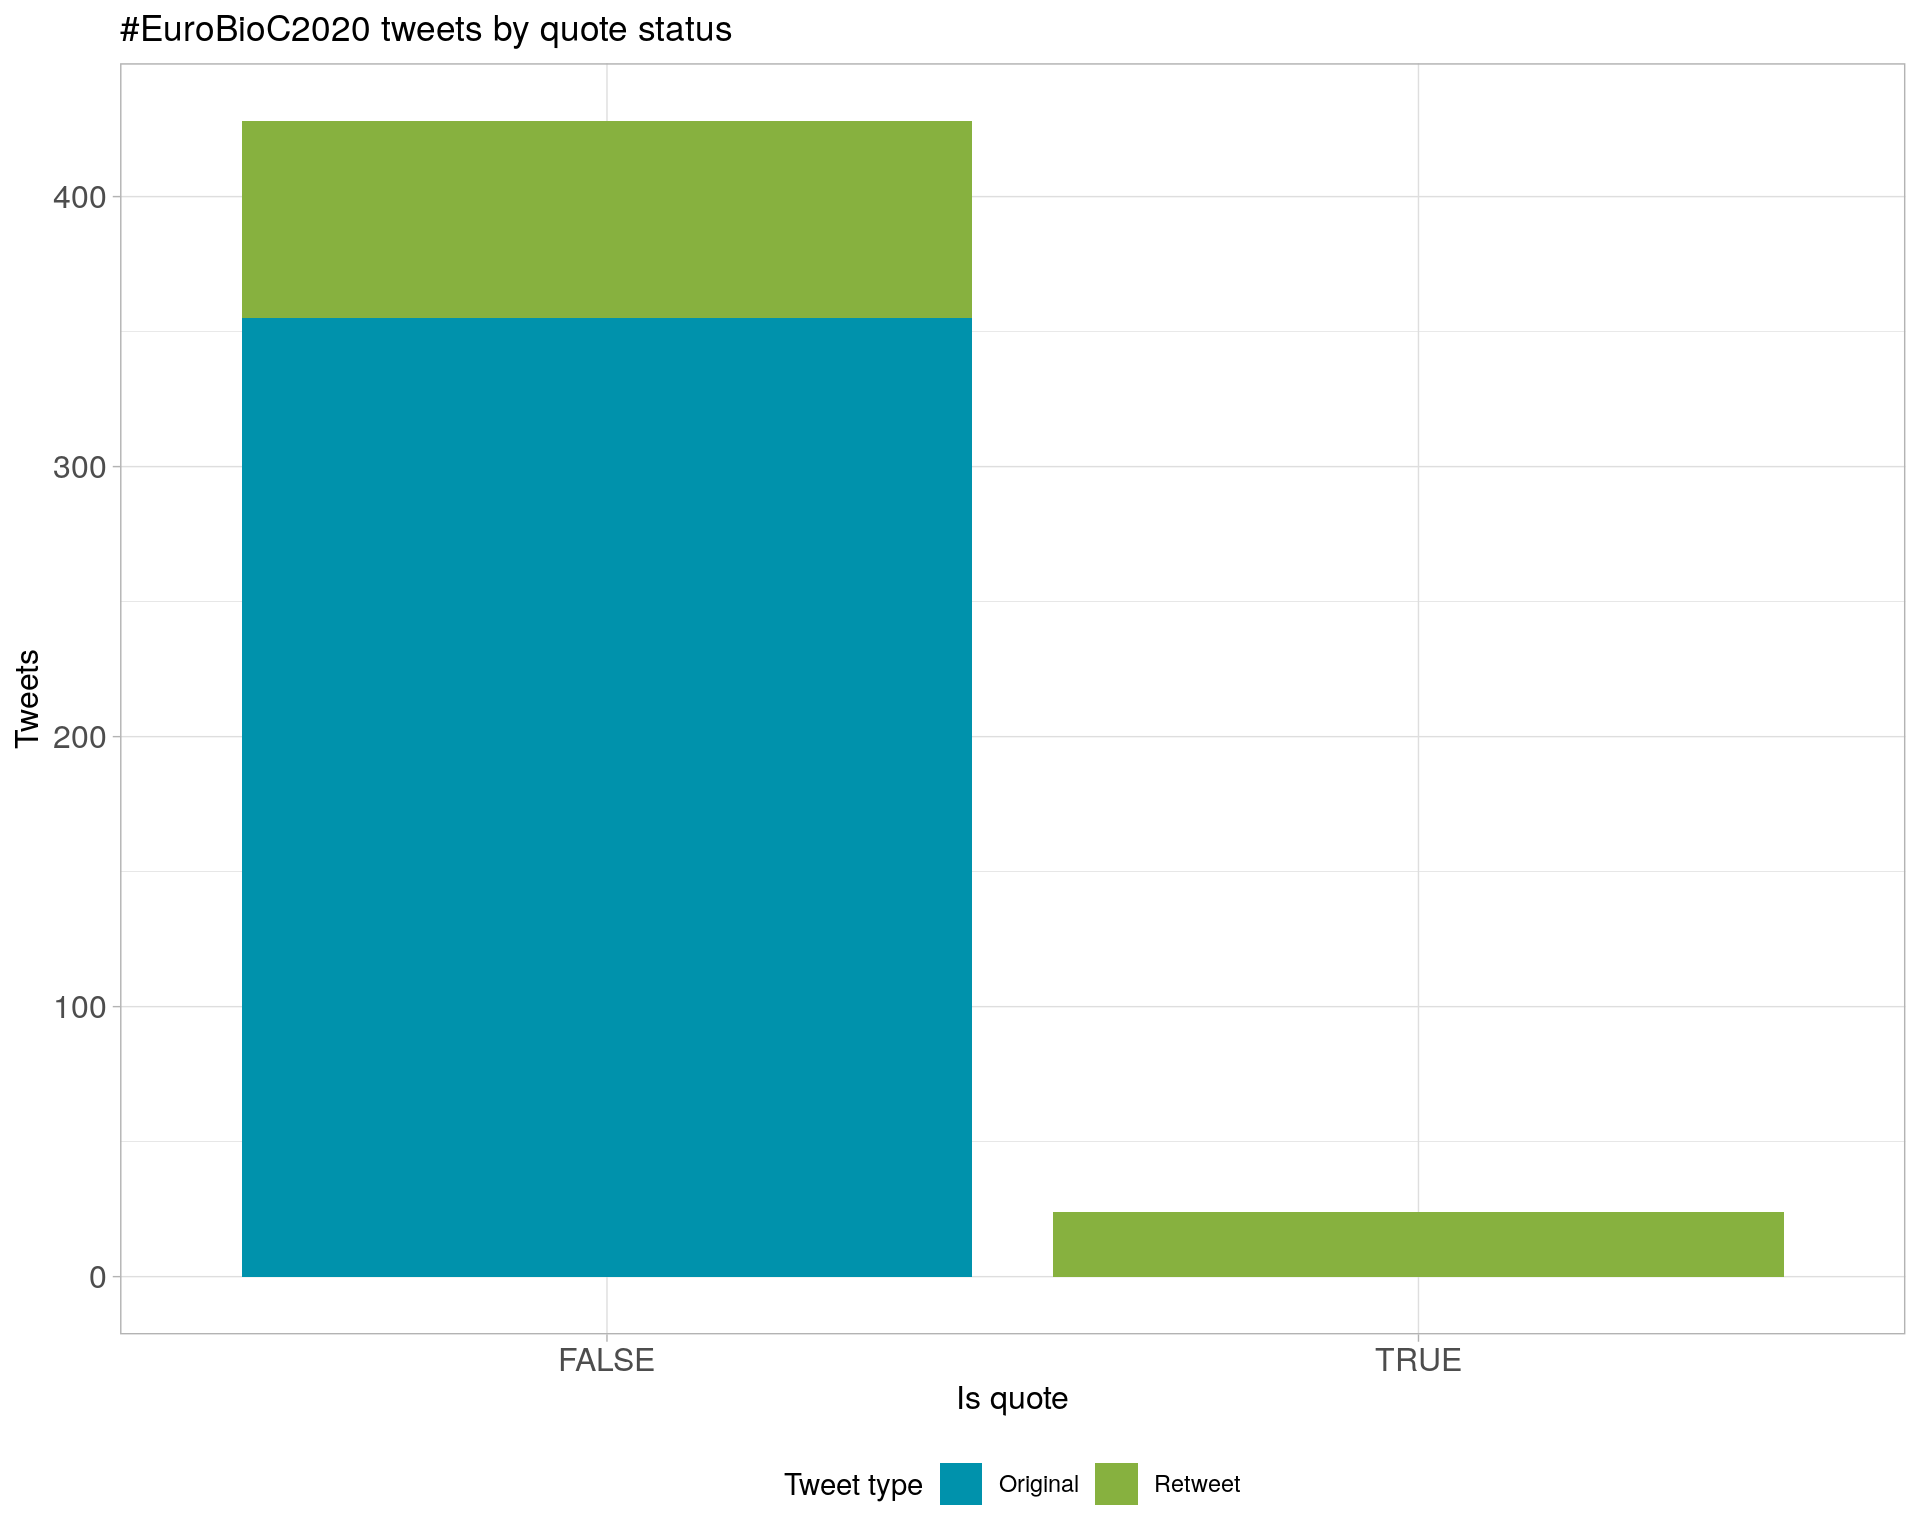 #EuroBioC2020 tweets by quote status
Tweets
400
300
200
100
0
FALSE TRUE
Is quote
Tweet type Original Retweet